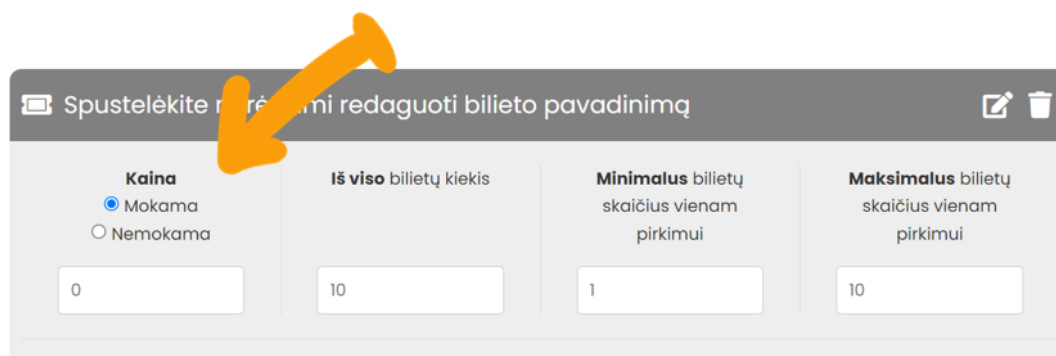 Spustelėkite redaguoti bilieto pavadinimą
Kaina
Mokama
Nemokama
0
Iš viso bilietų kiekis
10
Minimalus bilietų
skaičius vienam
pirkimui
1
Maksimalus bilietų
skaičius vienam
pirkimui
10